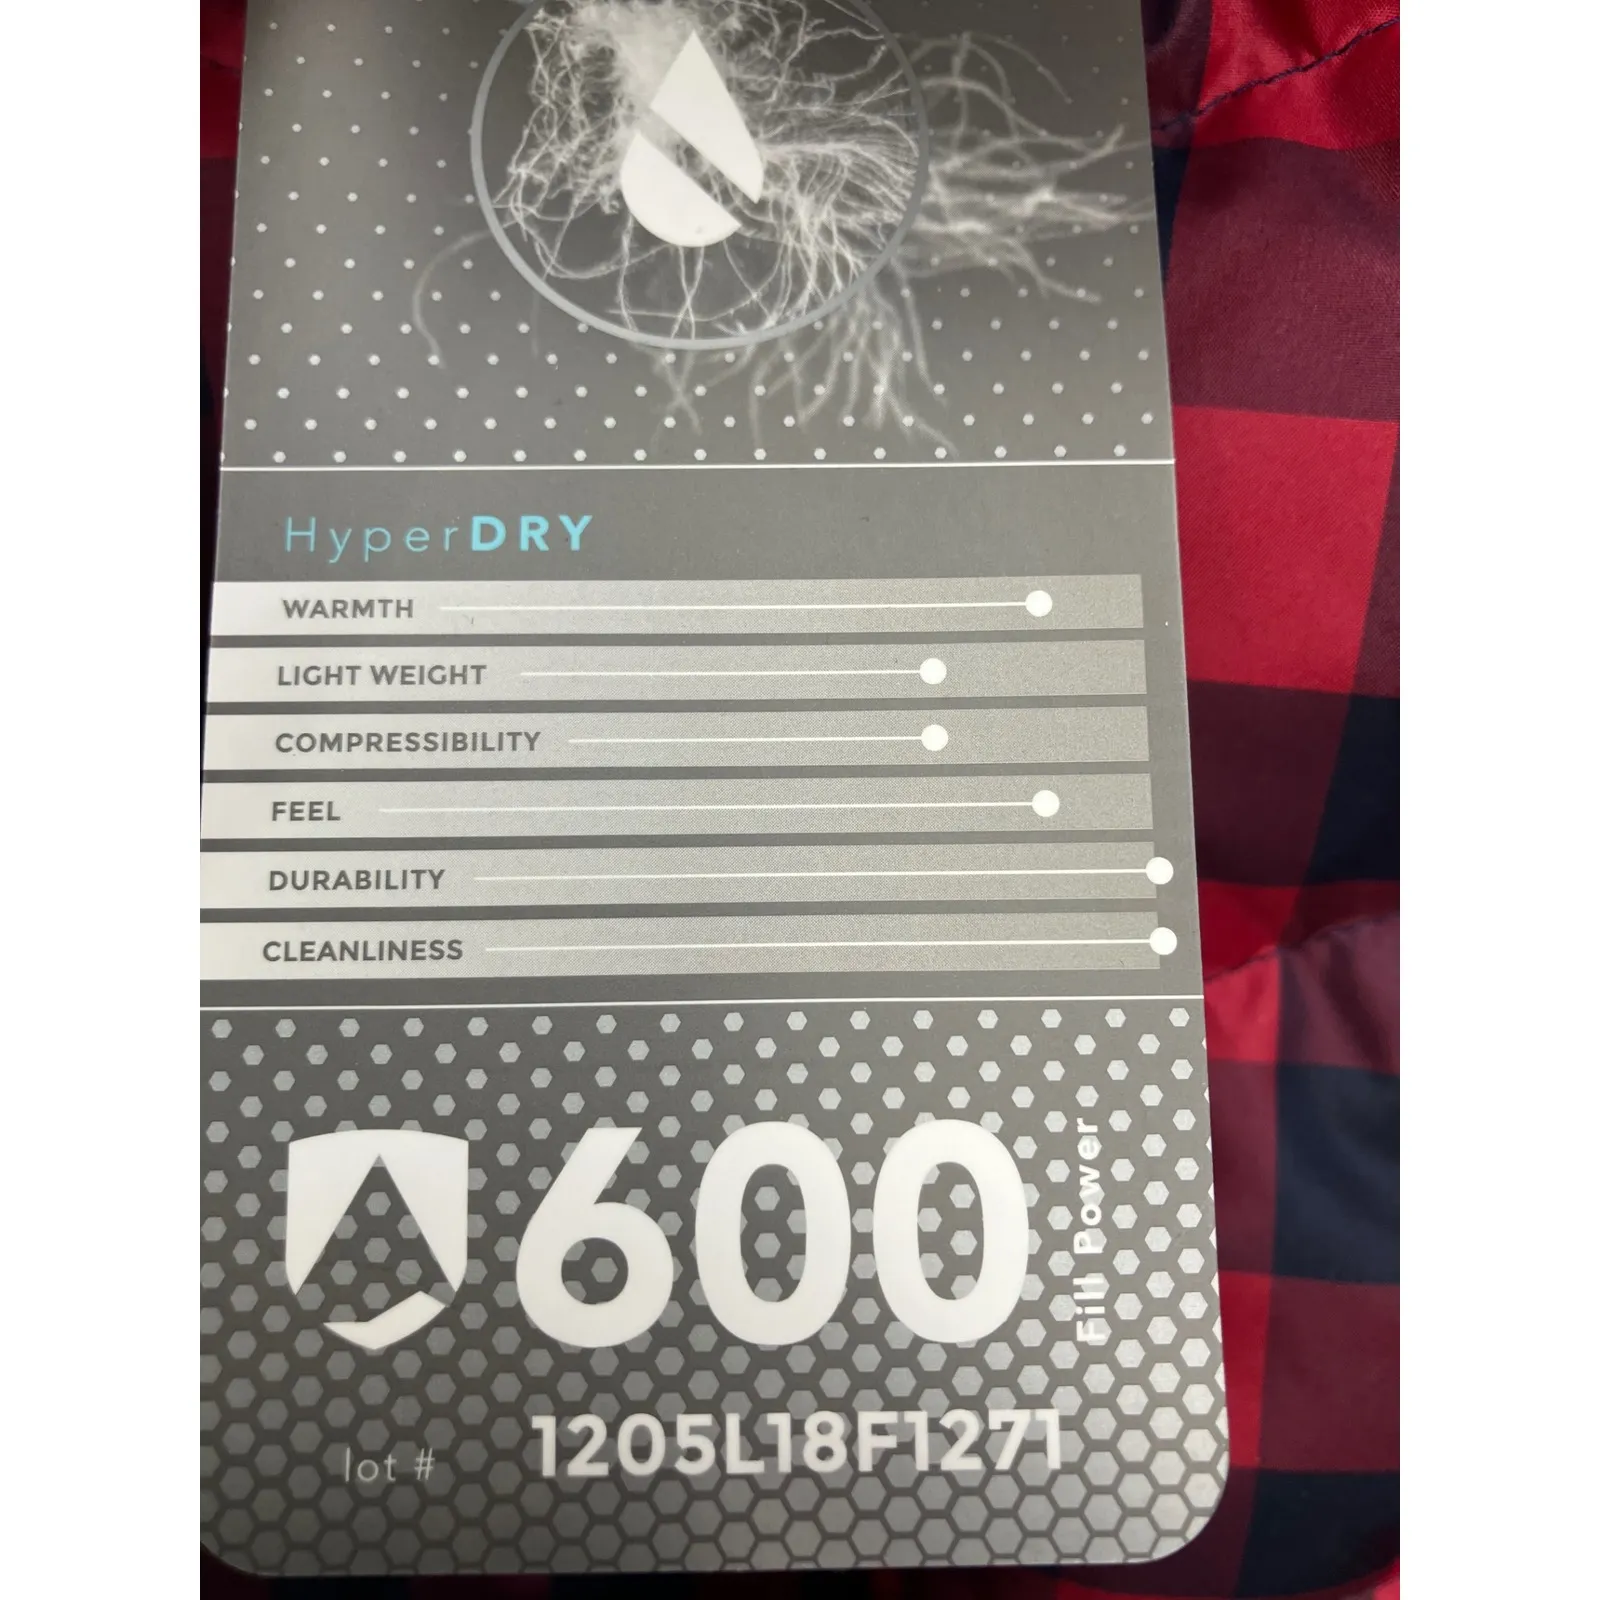 HyperDRY
WARMTH
LIGHT WEIGHT
COMPRESSIBILITY
FEEL
DURABILITY
CLEANLINESS
600 Fill Power
lot # 1205L18F1271